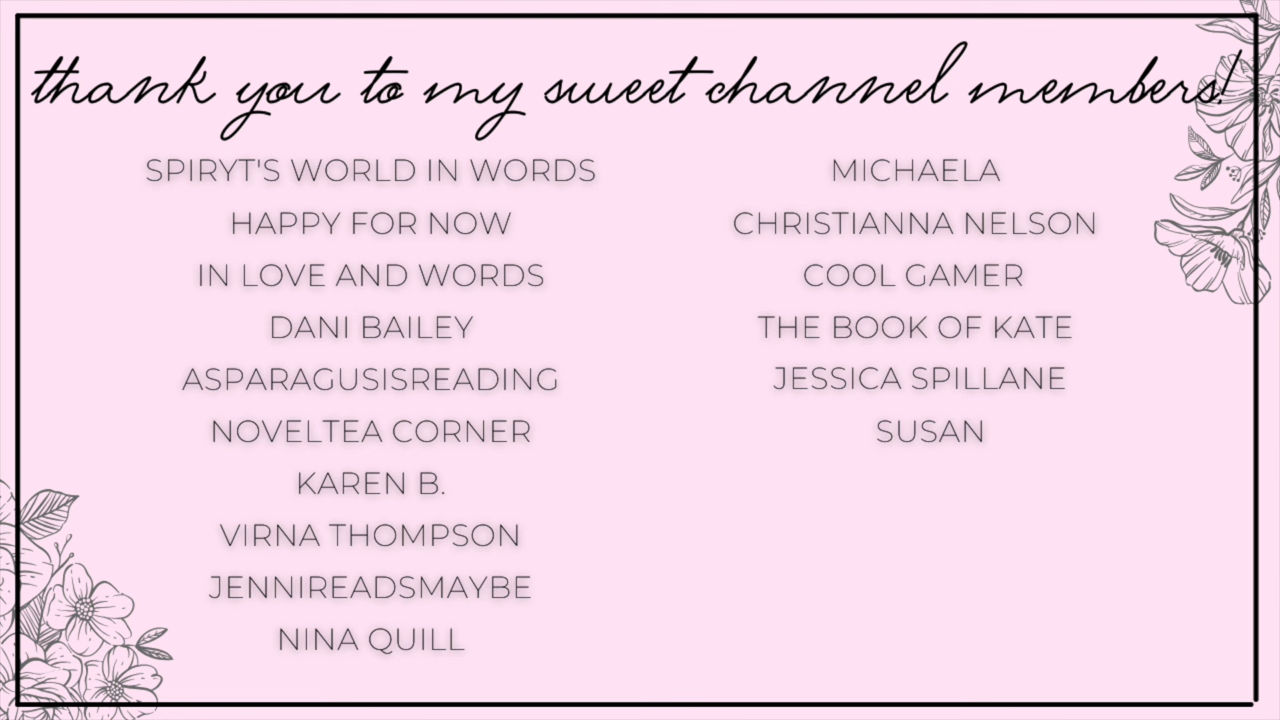 thank you to my sweet channel members!
SPIRYT'S WORLD IN WORDS
HAPPY FOR NOW
IN LOVE AND WORDS
DANI BAILEY
ASPARAGUSISREADING
NOVELTEA CORNER
KAREN B.
VIRNA THOMPSON
JENNIREADSMAYBE
NINA QUILL
MICHAELA
CHRISTIANNA NELSON
COOL GAMER
THE BOOK OF KATE
JESSICA SPILLANE
SUSAN